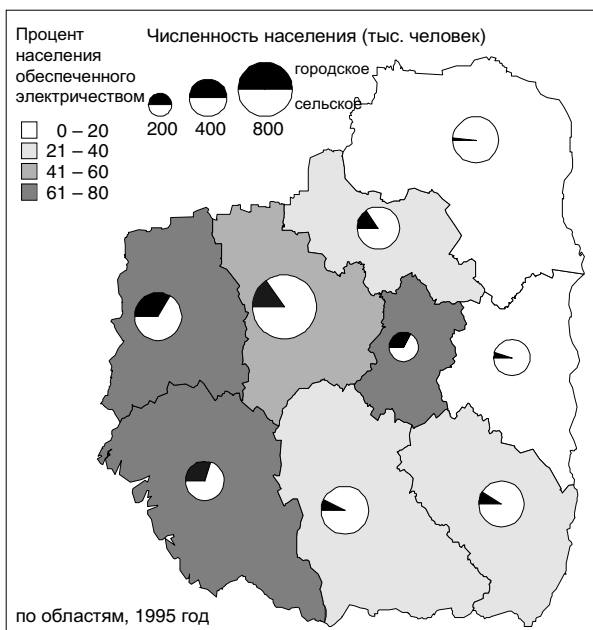 Процент
населения
обеспеченного
электричеством
0 – 20
21 – 40
41 – 60
61 – 80
Численность населения (тыс. человек)
городское
сельское
200 400 800
по областям, 1995 год